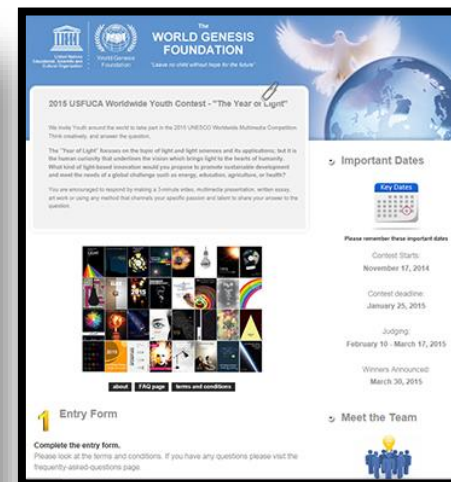 The
WORLD GENESIS
FOUNDATION
"Leave no child without hope for the future"
United Nations
Educational, Scientific and
Cultural Organization
World Genesis
Foundation
2015 USFUCA Worldwide Youth Contest - "The Year of Light"
We invite Youth around the world to take part in the 2015 UNESCO Worldwide Multimedia Competition.
Think creatively, and answer the question.
The "Year of Light" focuses on the topic of light and light sciences and its applications; but it is
the human curiosity that underlines the vision which brings light to the hearts of humanity.
What kind of light-based innovation would you propose to promote sustainable development
and meet the needs of a global challenge such as energy, education, agriculture, or health?
You are encouraged to respond by making a 3-minute video, multimedia presentation, written essay,
art work or using any method that channels your specific passion and talent to share your answer to the
question.
about
FAQ page
terms and conditions
1 Entry Form
Complete the entry form.
Please look at the terms and conditions. If you have any questions please visit the
frequently-asked-questions page.
Important Dates
Key Dates
Please remember these important dates
Contest Starts:
November 17, 2014
Contest deadline:
January 25, 2015
Judging:
February 10 - March 17, 2015
Winners Announced:
March 30, 2015
Meet the Team